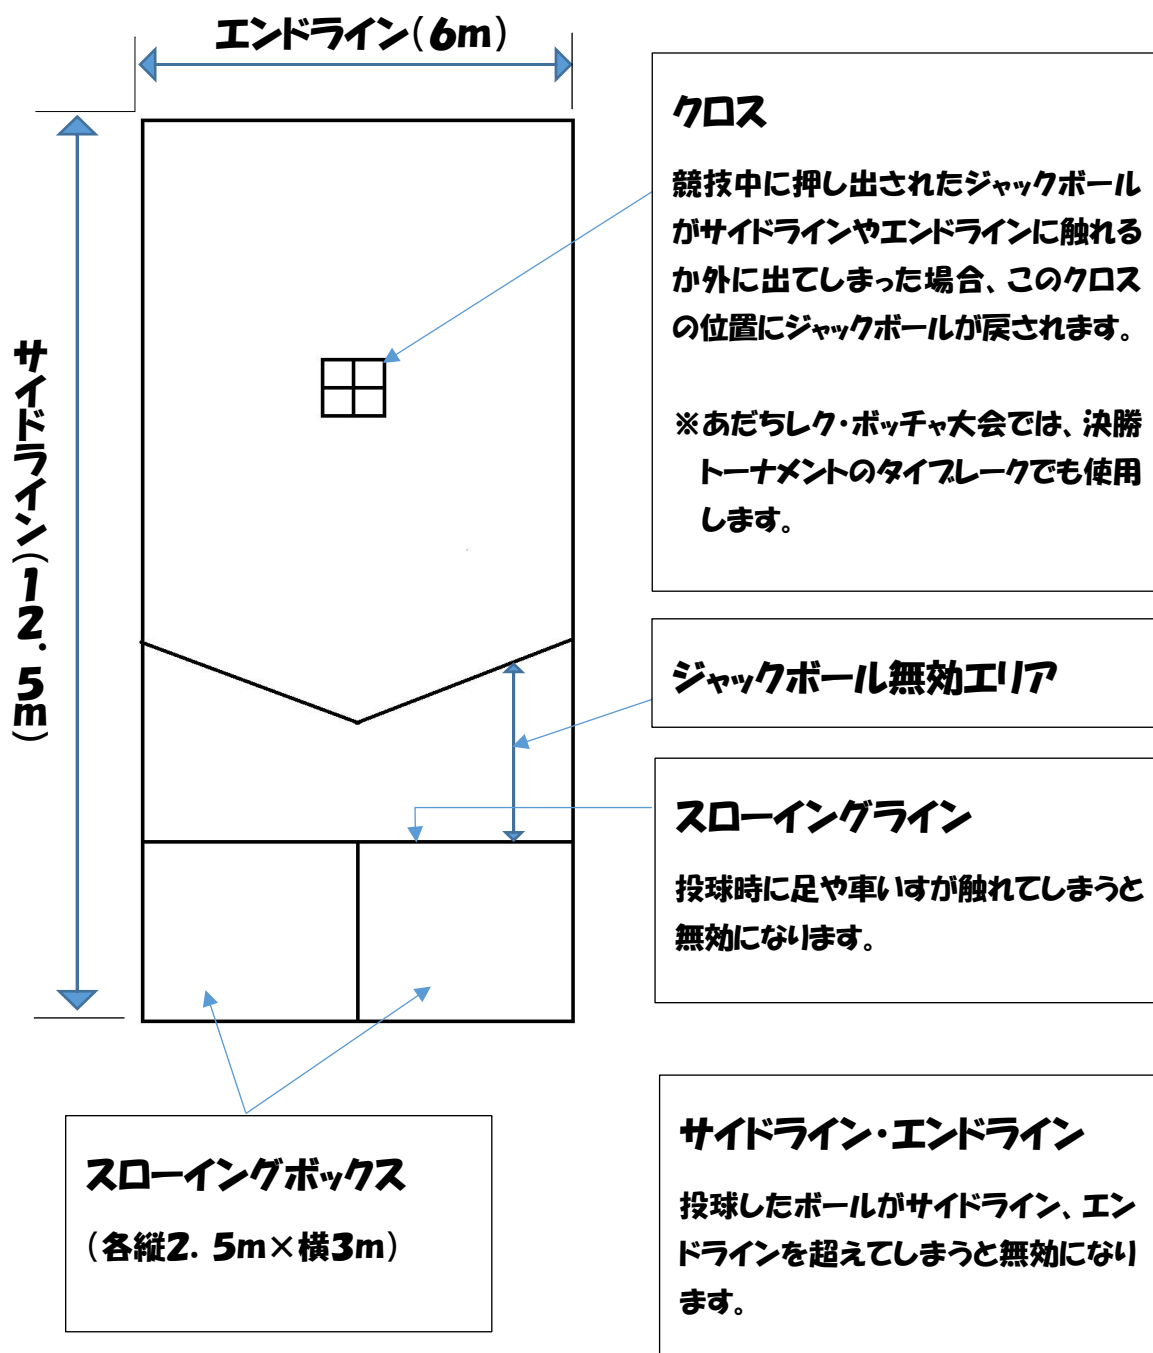 エンドライン(6m)
サイドライン(12.5m)
クロス
競技中に押し出されたジャックボール
がサイドラインやエンドラインに触れる
か外に出てしまった場合、このクロス
の位置にジャックボールが戻されます。
※あだちレク・ボッチャ大会では、決勝
トーナメントのタイブレークでも使用
します。
ジャックボール無効エリア
スローイングライン
投球時に足や車いすが触れてしまうと
無効になります。
スローイングボックス
(各縦2.5m×横3m)
サイドライン・エンドライン
投球したボールがサイドライン、エン
ドラインを超えてしまうと無効になり
ます。